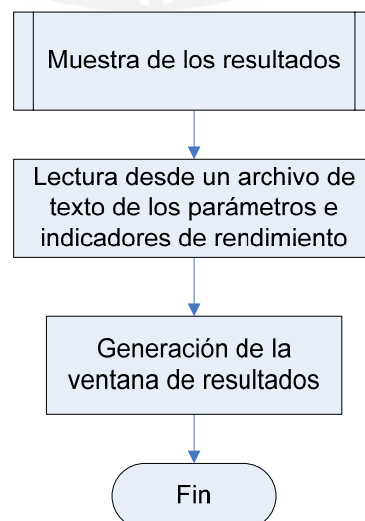 Muestra de los resultados
Lectura desde un archivo de
texto de los parámetros e
indicadores de rendimiento
Generación de la
ventana de resultados
Fin